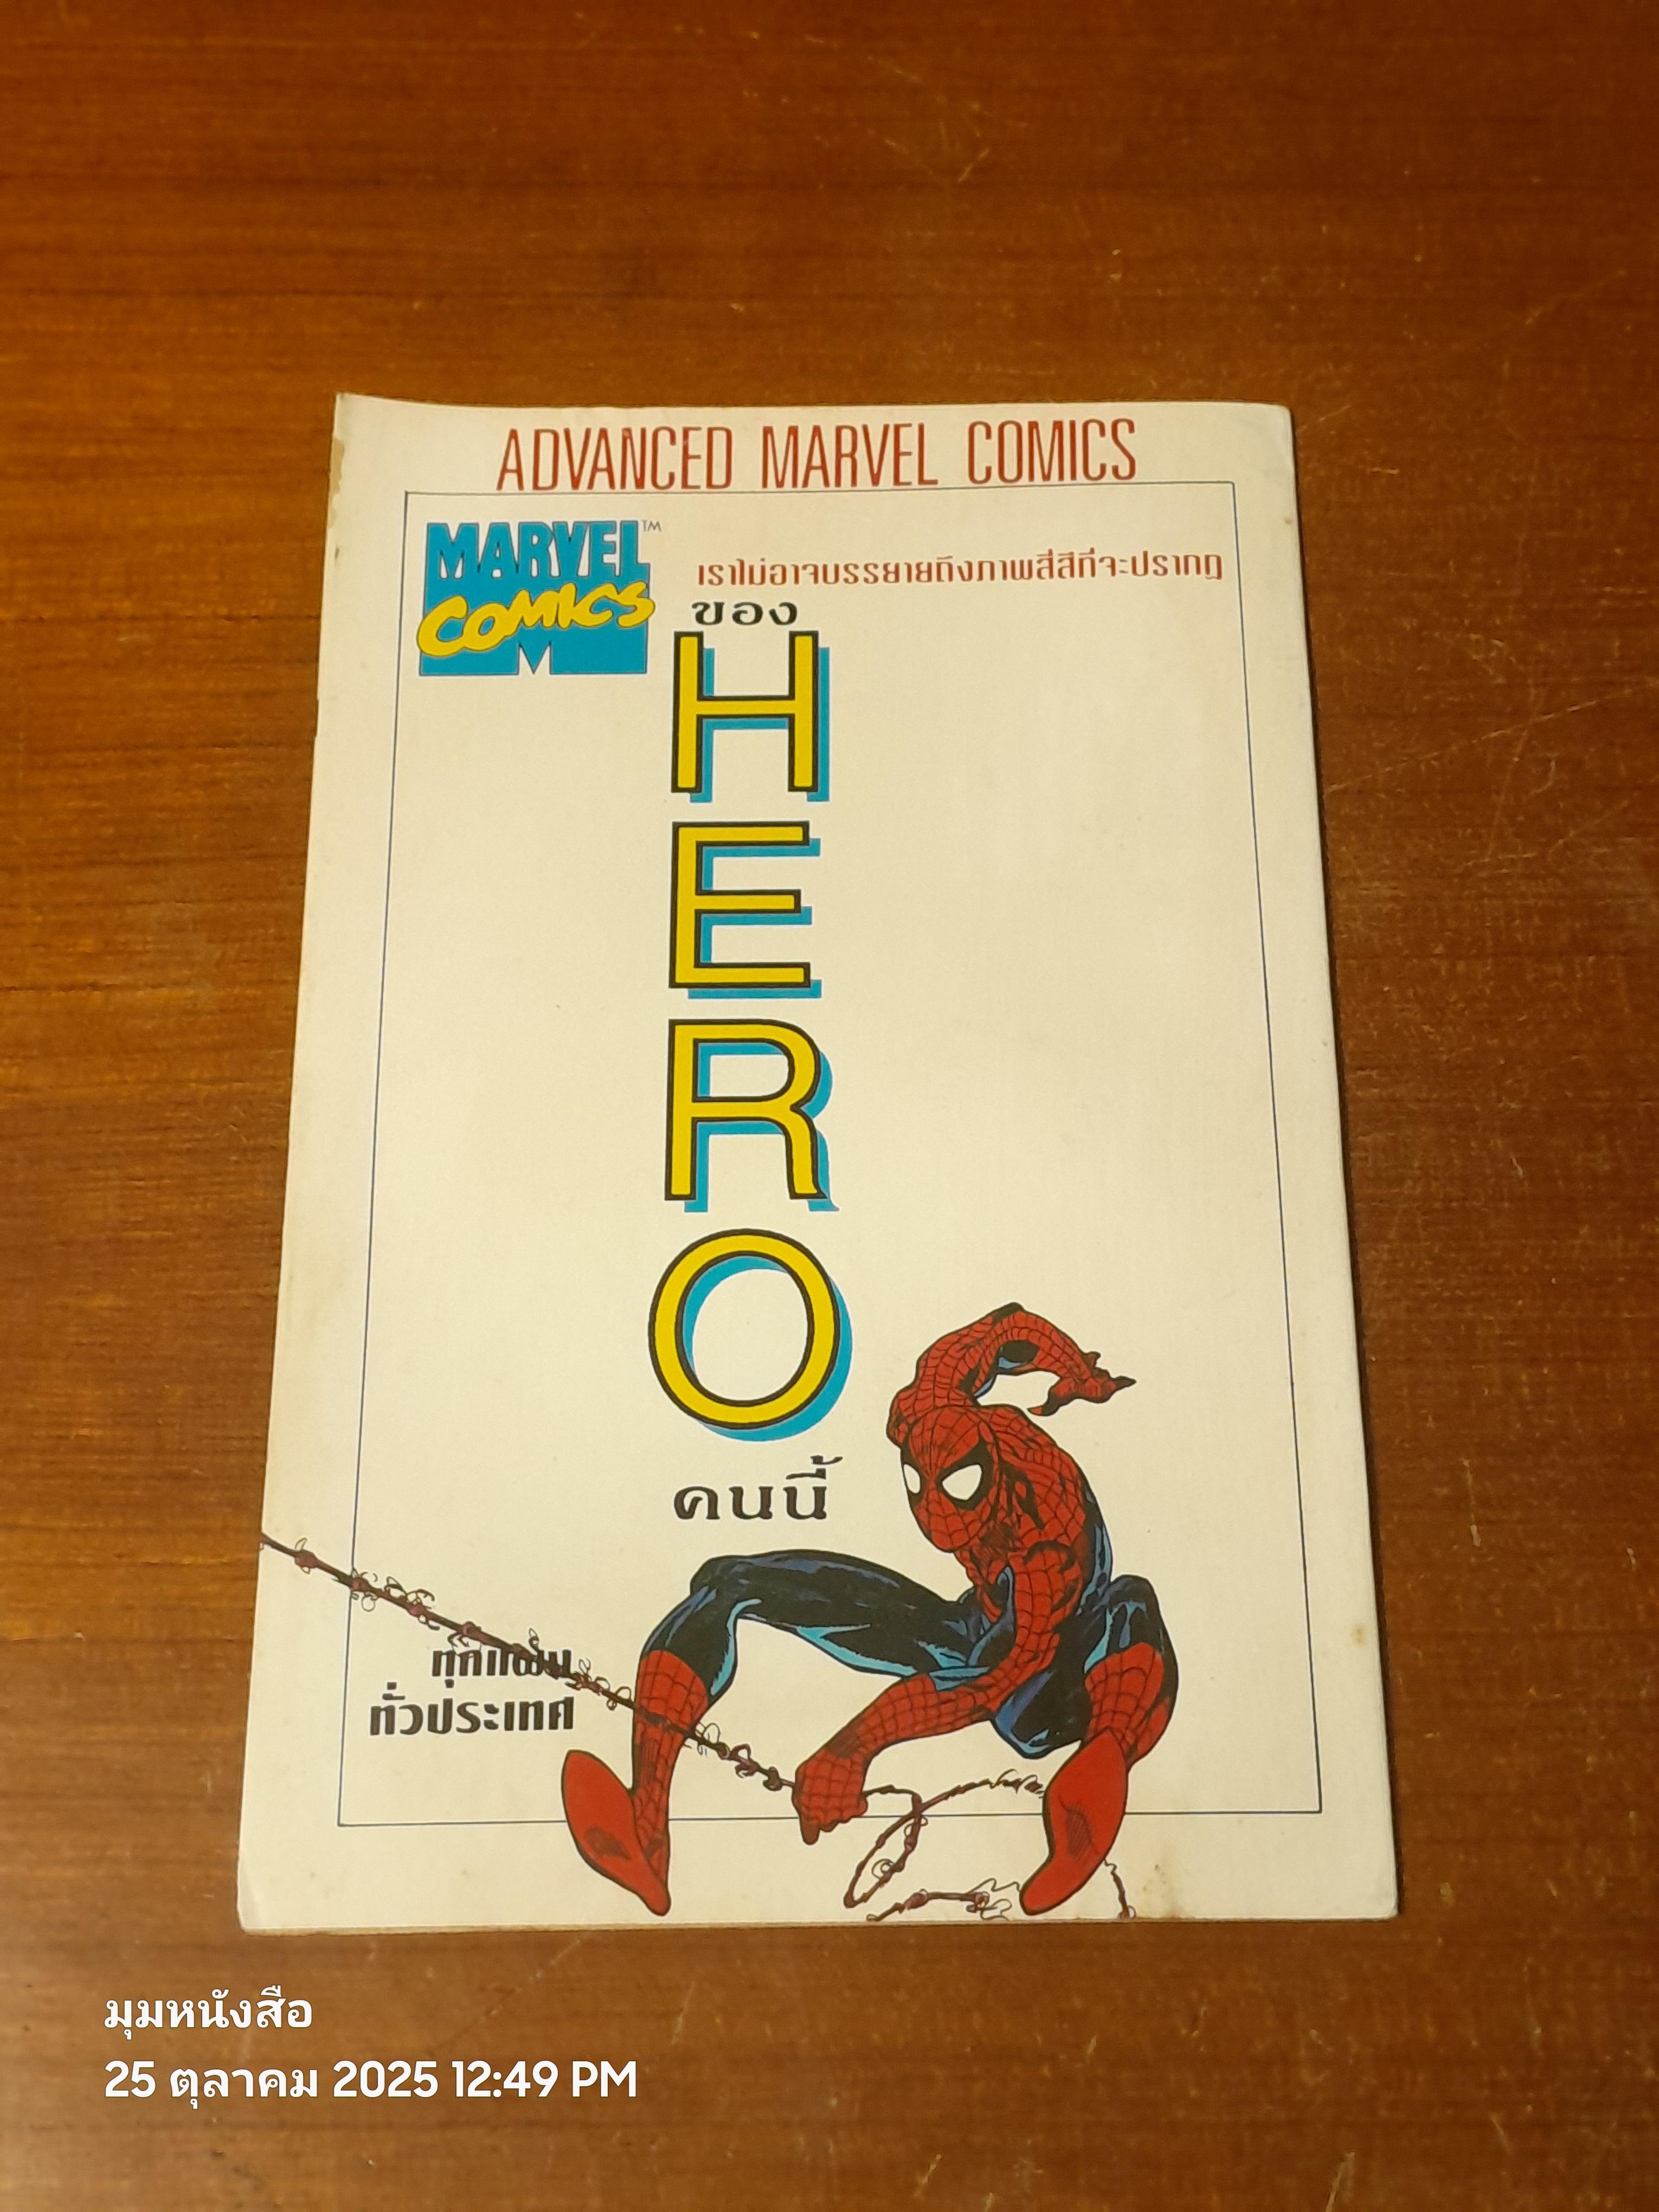 ADVANCED MARVEL COMICS
MARVEL TM
COMICS
เราไม่อาจบรรยายถึงภาพสี่สีที่จะปรากฏ
ของ
HERO
คนนี้
ทุกแผง
ทั่วประเทศ
มุมหนังสือ
25 ตุลาคม 2025 12:49 PM